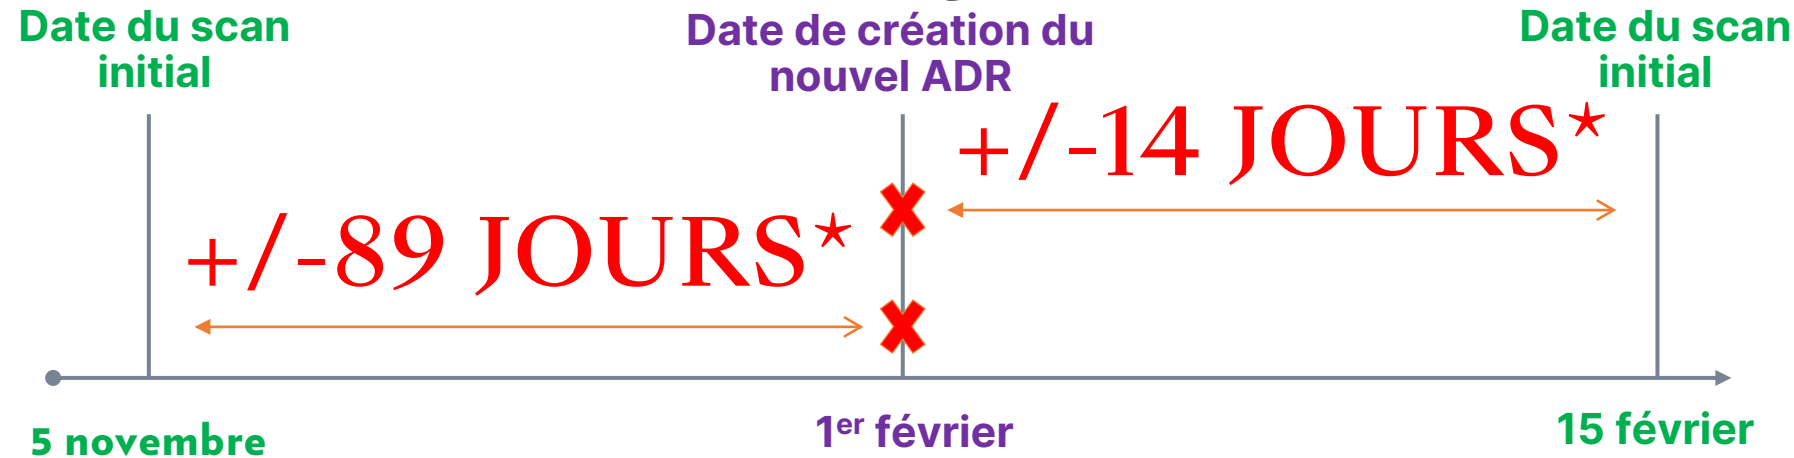 Date du scan
initial
Date de création du
nouvel ADR
Date du scan
initial
+/-14 JOURS*
+/-89 JOURS*
5 novembre
1er février
15 février